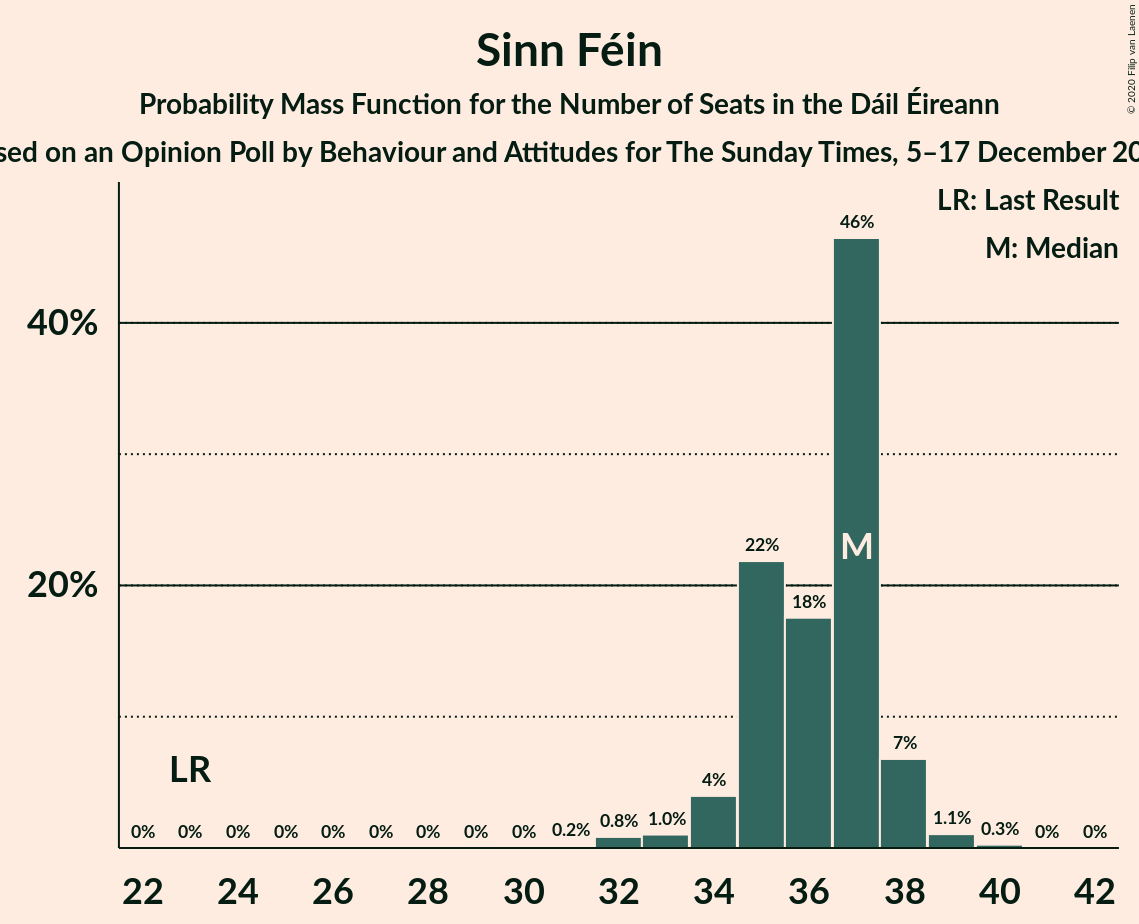 Sinn Féin
Probability Mass Function for the Number of Seats in the Dáil Éireann
on an Opinion Poll by Behaviour and Attitudes for The Sunday Times, 5–17 December
© 2020 Filip van Laenen
LR: Last Result
M: Median
46%
40%
M
22%
20%
18%
7%
LR
4%
0% 0% 0% 0% 0% 0% 0% 0% 0% 0.2% 0.8% 1.0% 1.1% 0.3% 0% 0%
22 24 26 28 30 32 34 36 38 40 42